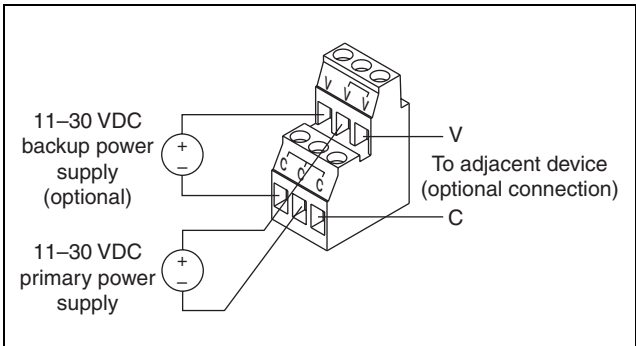 11–30 VDC
backup power
supply
(optional)
+
–
11–30 VDC
primary power
supply
+
–
V V V
C C C
V
To adjacent device
(optional connection)
C